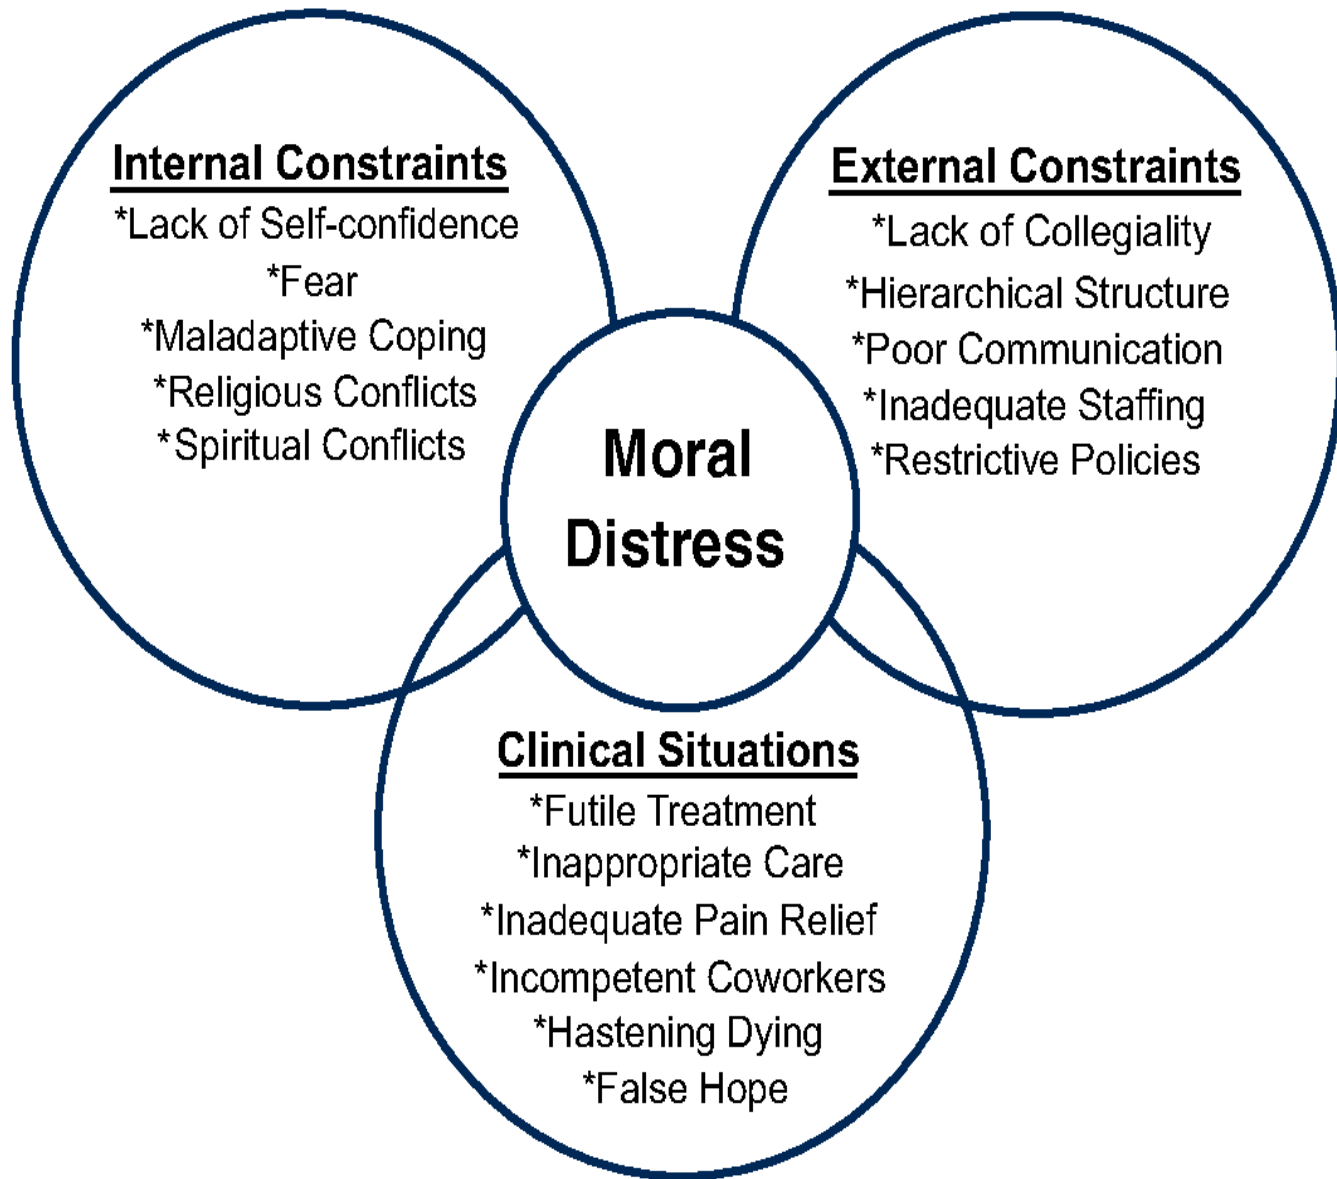 Internal Constraints
*Lack of Self-confidence
*Fear
*Maladaptive Coping
*Religious Conflicts
*Spiritual Conflicts
External Constraints
*Lack of Collegiality
*Hierarchical Structure
*Poor Communication
*Inadequate Staffing
*Restrictive Policies
Moral
Distress
Clinical Situations
*Futile Treatment
*Inappropriate Care
*Inadequate Pain Relief
*Incompetent Coworkers
*Hastening Dying
*False Hope